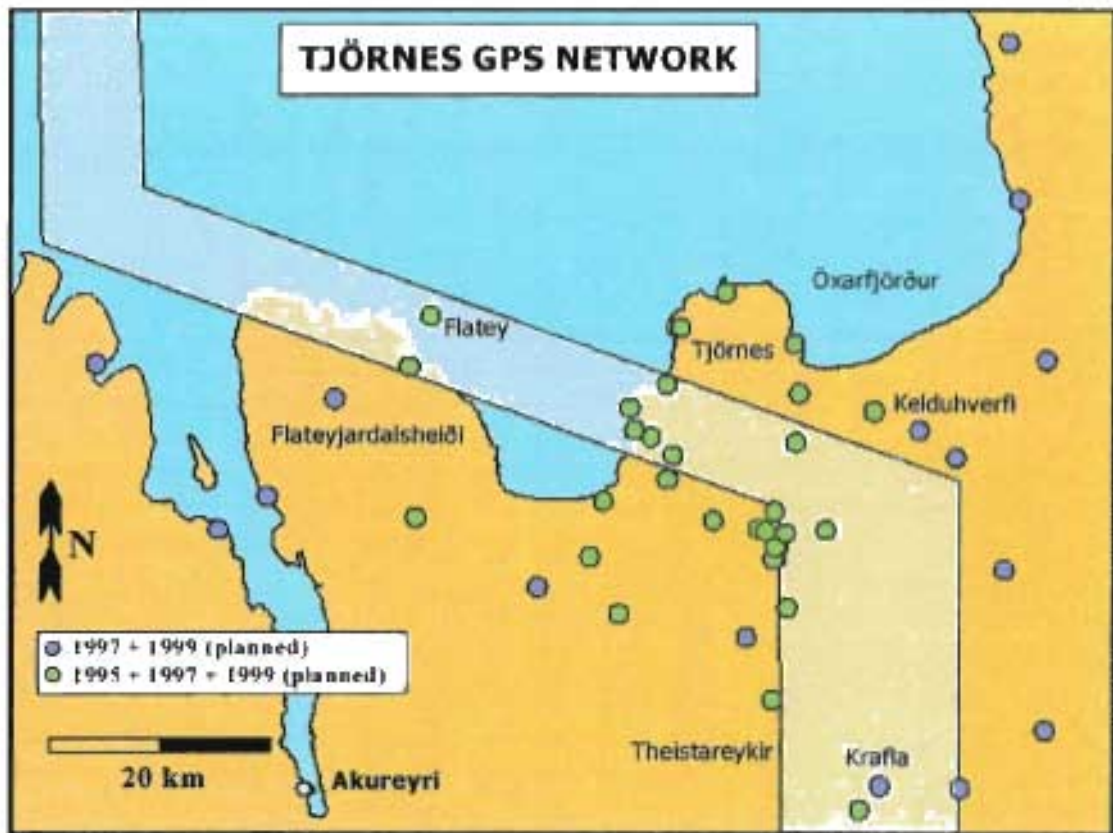 TJÖRNES GPS NETWORK
Öxarfjörður
Flatey
Tjörnes
Kelduhverfi
Flateyjardalsheiði
N
1997 + 1999 (planned)
1995 + 1997 + 1999 (planned)
20 km
Akureyri
Theistareykir
Krafla